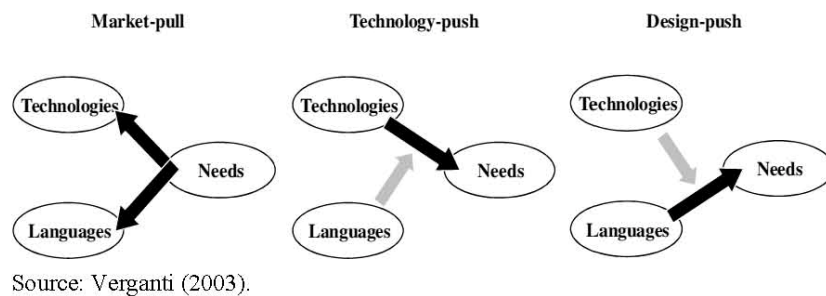 Market-pull Technology-push Design-push
Technologies Technologies Technologies
Needs Needs Needs
Languages Languages Languages
Source: Verganti (2003).